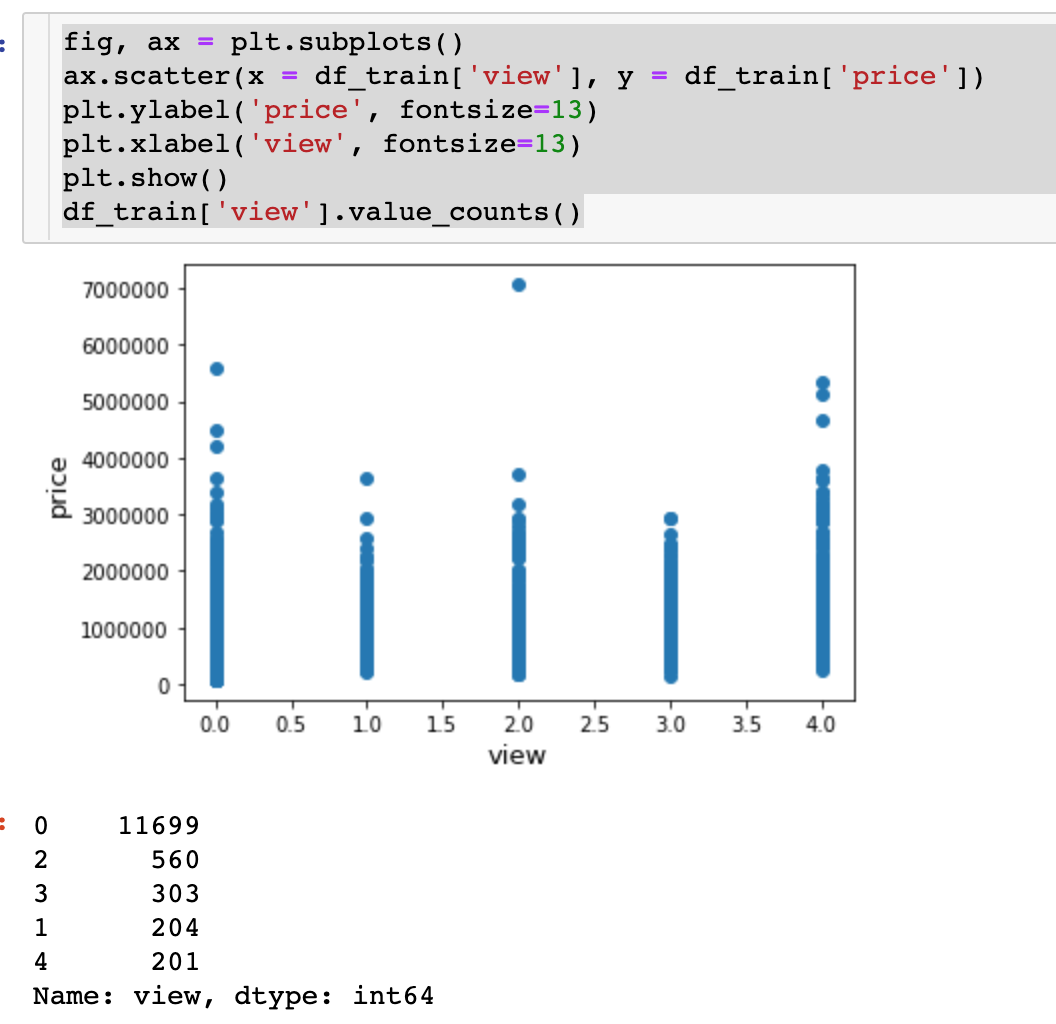 fig, ax = plt.subplots()
ax.scatter(x = df_train['view'], y = df_train['price'])
plt.ylabel('price', fontsize=13)
plt.xlabel('view', fontsize=13)
plt.show()
df_train['view'].value_counts()
7000000
6000000
5000000
4000000
3000000
2000000
1000000
0
price
0.0 0.5 1.0 1.5 2.0 2.5 3.0 3.5 4.0
view
0 11699
2 560
3 303
1 204
4 201
Name: view, dtype: int64